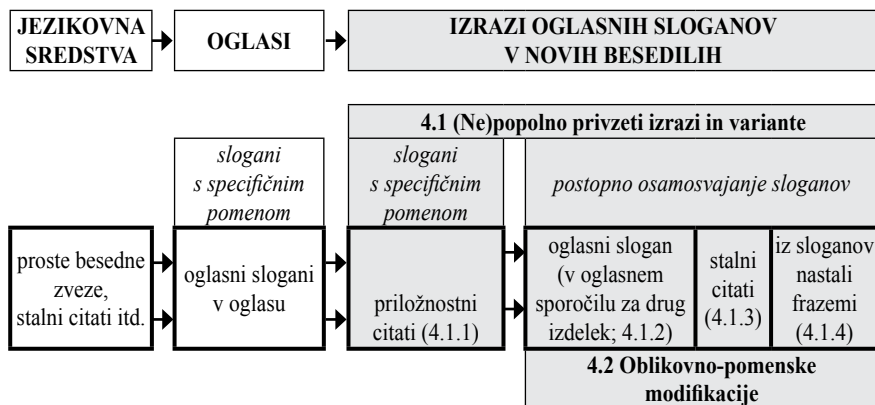 JEZIKOVNA
SREDSTVA
OGLASI
IZRAZI OGLASNIH SLOGANOV
V NOVIH BESEDILIH
4.1 (Ne)popolno privzeti izrazi in variante
slogani
s specifičnim
pomenom
slogani
s specifičnim
pomenom
postopno osamosvajanje sloganov
proste besedne
zveze,
stalni citati itd.
oglasni slogani
v oglasu
priložnostni
citati (4.1.1)
oglasni slogan
(v oglasnem
sporočilu za drug
izdelek; 4.1.2)
stalni
citati
(4.1.3)
iz sloganov
nastali
frazemi
(4.1.4)
4.2 Oblikovno-pomenske
modifikacije